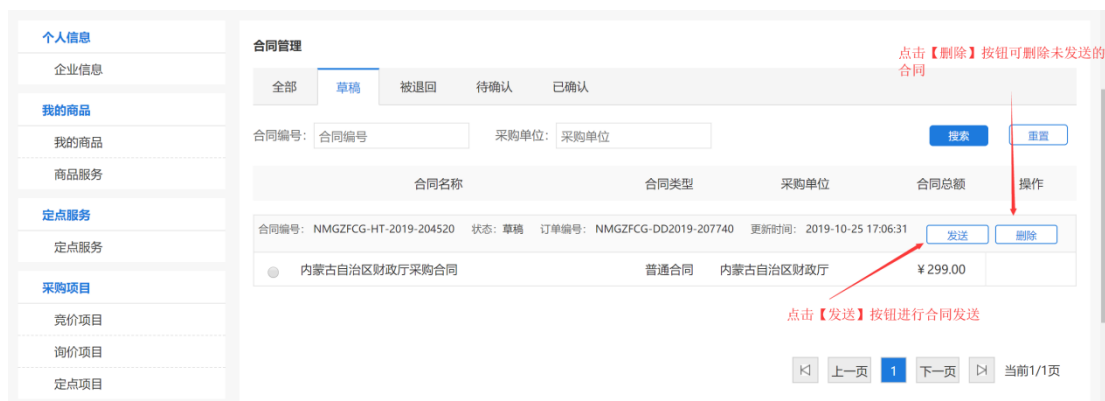 个人信息
企业信息
我的商品
我的商品
商品服务
定点服务
定点服务
采购项目
竞价项目
询价项目
定点项目
合同管理
点击【删除】按钮可删除未发送的
合同
全部 草稿 被退回 待确认 已确认
合同编号： 合同编号 采购单位： 采购单位 搜索 重置
合同名称 合同类型 采购单位 合同总额 操作
合同编号： NMGZFCG-HT-2019-204520 状态：草稿 订单编号： NMGZFCG-DD2019-207740 更新时间： 2019-10-25 17:06:31 发送 删除
内蒙古自治区财政厅采购合同 普通合同 内蒙古自治区财政厅 ¥299.00
点击【发送】按钮进行合同发送
上一页 1 下一页 当前1/1页